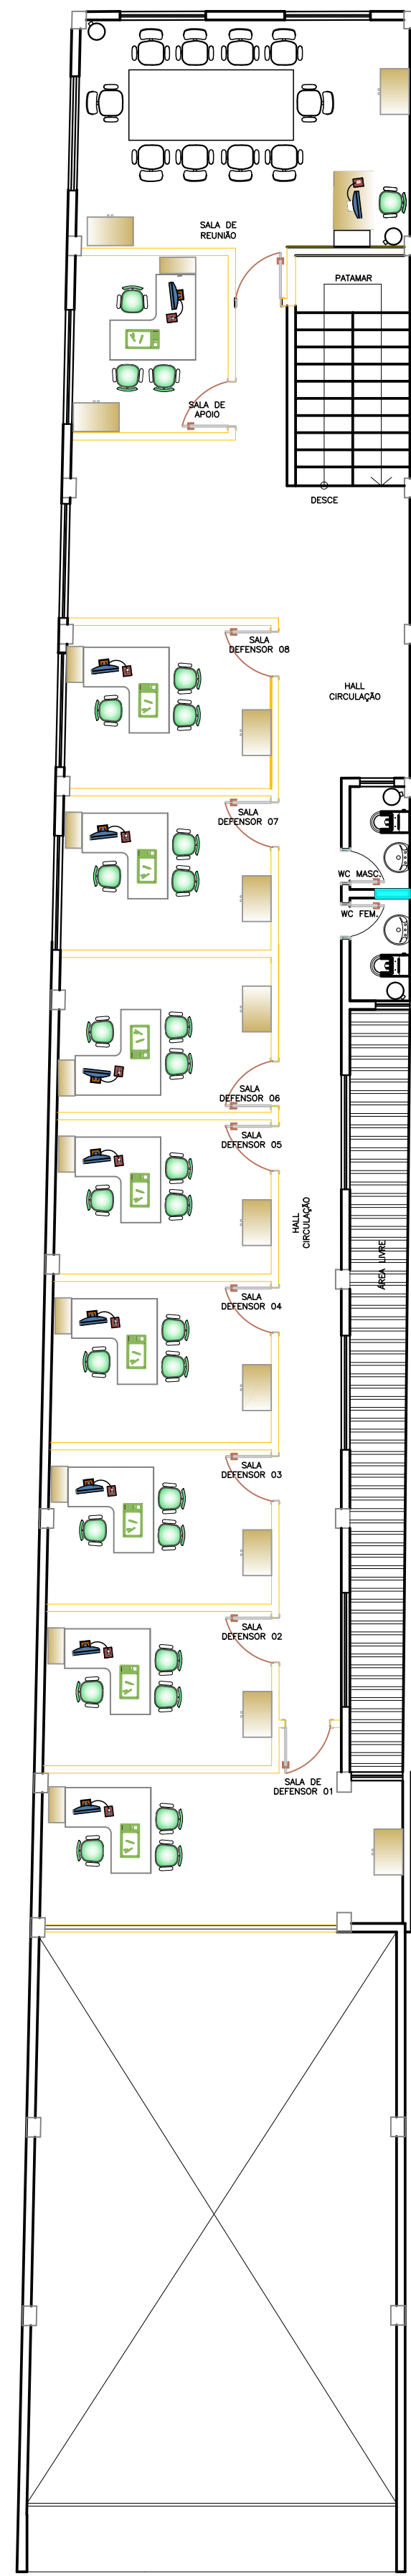 SALA DE
REUNIÃO
PATAMAR
SALA DE
APOIO
DESCE
SALA
DEFENSOR 08
HALL
CIRCULAÇÃO
SALA
DEFENSOR 07
WC MASC.
WC FEM.
SALA
DEFENSOR 06
SALA
DEFENSOR 05
HALL
CIRCULAÇÃO
ÁREA LIVRE
SALA
DEFENSOR 04
SALA
DEFENSOR 03
SALA
DEFENSOR 02
SALA DE
DEFENSOR 01